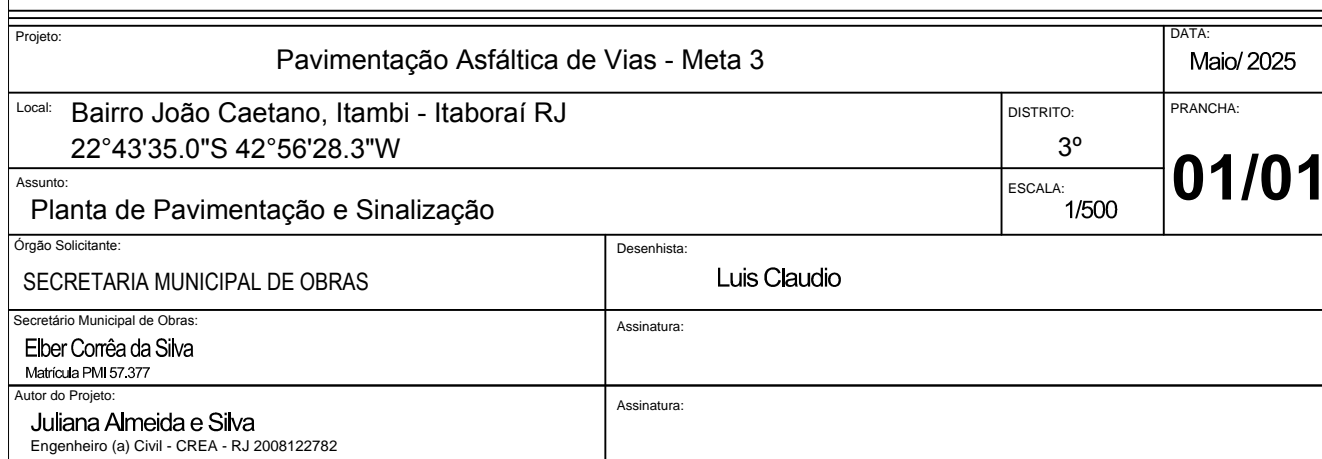 Projeto:
Pavimentação Asfáltica de Vias - Meta 3
DATA:
Maio/ 2025
Local: Bairro João Caetano, Itambi - Itaboraí RJ
22°43'35.0"S 42°56'28.3"W
DISTRITO:
3º
PRANCHA:
01/01
Assunto:
Planta de Pavimentação e Sinalização
ESCALA:
1/500
Órgão Solicitante:
SECRETARIA MUNICIPAL DE OBRAS
Desenhista:
Luis Claudio
Secretário Municipal de Obras:
Elber Corrêa da Silva
Matrícula PMI 57.377
Assinatura:
Autor do Projeto:
Juliana Almeida e Silva
Engenheiro (a) Civil - CREA - RJ 2008122782
Assinatura: